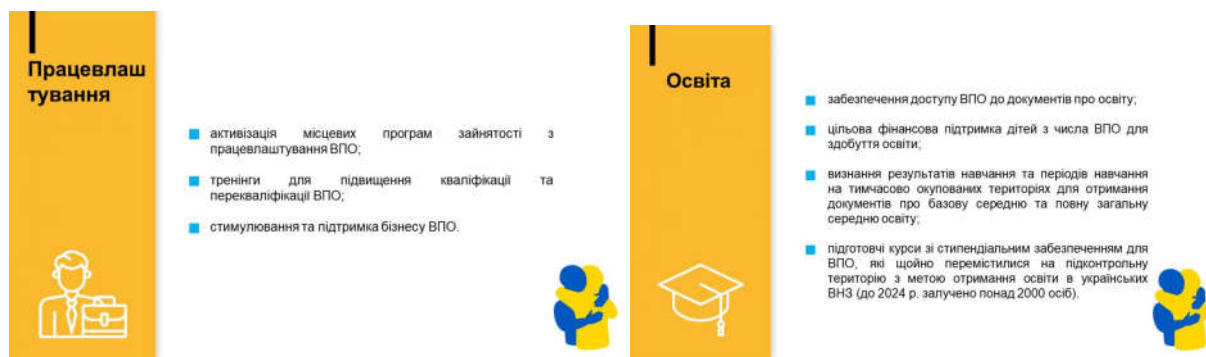 Працевлаш
тування
активізація місцевих програм зайнятості з
працевлаштування ВПО;
тренінги для підвищення кваліфікації та
перекваліфікації ВПО;
стимулювання та підтримка бізнесу ВПО.
Освіта
забезпечення доступу ВПО до документів про освіту;
цільова фінансова підтримка дітей з числа ВПО для
здобуття освіти;
визнання результатів навчання та періодів навчання
на тимчасово окупованих територіях для отримання
документів про базову середню та повну загальну
середню освіту;
підготовчі курси зі стипендіальним забезпеченням для
ВПО, які щойно перемістилися на підконтрольну
територію з метою отримання освіти в українських
ВНЗ (до 2024 р. залучено понад 2000 осіб).